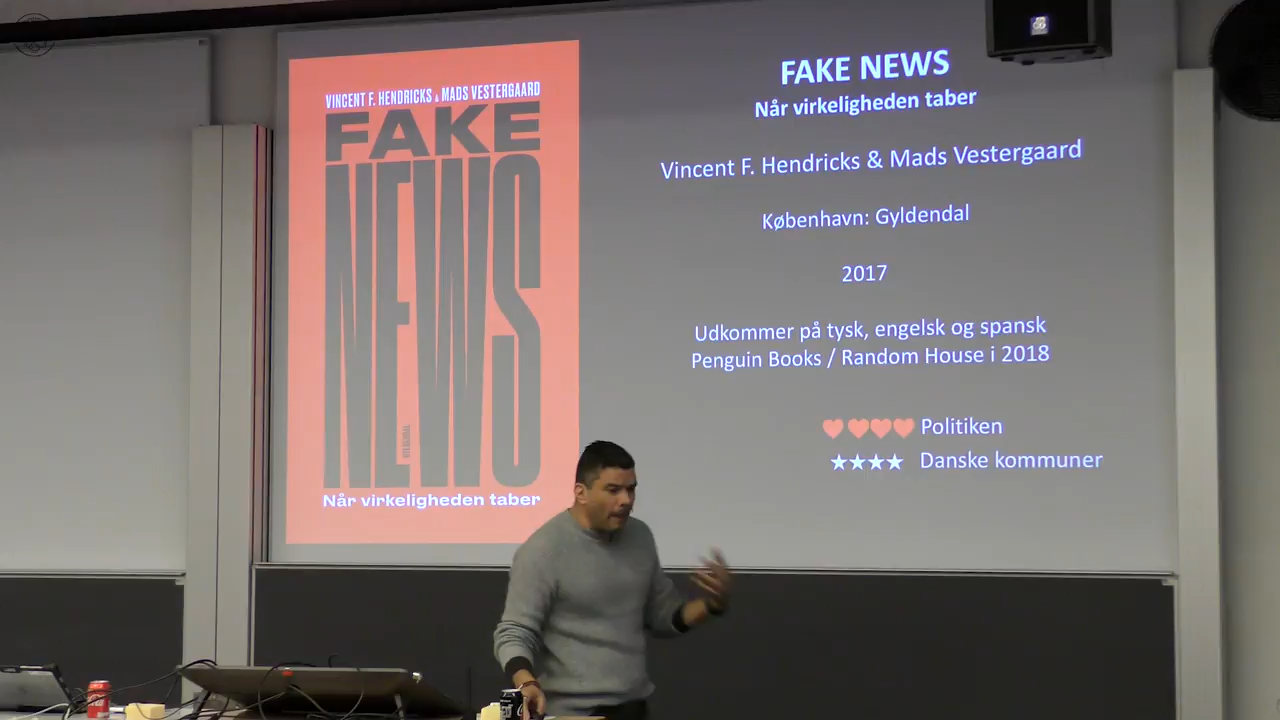 VINCENT F. HENDRICKS & MADS VESTERGAARD
FAKE
NEWS
GYLDENDAL
Når virkeligheden taber
FAKE NEWS
Når virkeligheden taber
Vincent F. Hendricks & Mads Vestergaard
København: Gyldendal
2017
Udkommer på tysk, engelsk og spansk
Penguin Books / Random House i 2018
Politiken
Danske kommuner